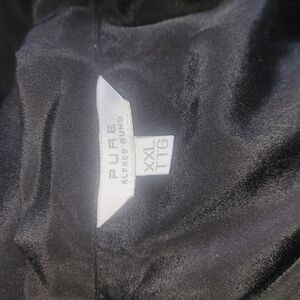 PURE
ALFRED SUNG
XXL
TTG